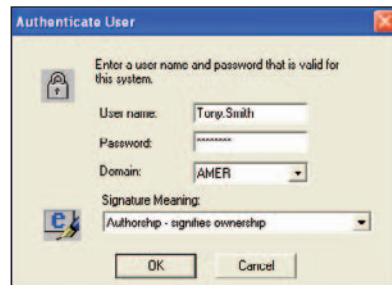 Authenticate User
Enter a user name and password that is valid for
this system.
User name: Tony.Smith
Password: ********
Domain: AMER
Signature Meaning:
Authorship - signifies ownership
e
OK Cancel